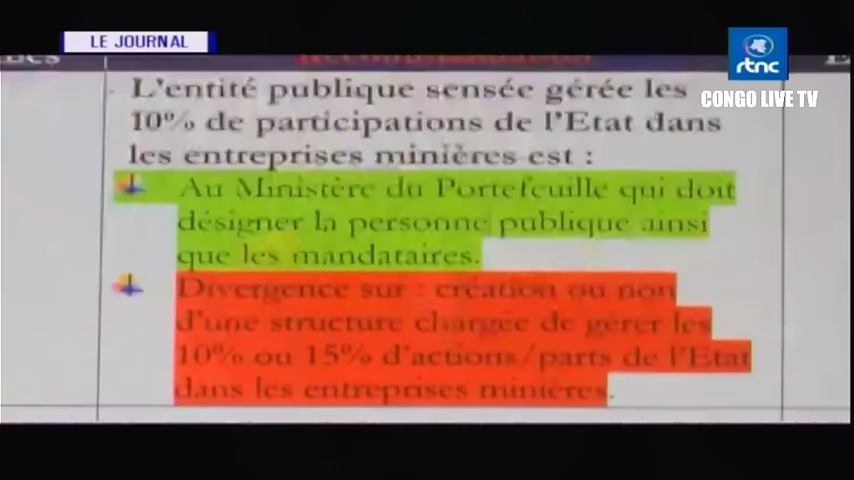 LE JOURNAL
rtnc
CONGO LIVE TV
L'entité publique sensée gérée les
10% de participations de l'Etat dans
les entreprises minières est :
Au Ministère du Portefeuille qui doit
désigner la personne publique ainsi
que les mandataires.
Divergence sur : création ou non
d'une structure chargée de gérer les
10% ou 15% d'actions/parts de l'Etat
dans les entreprises minières.